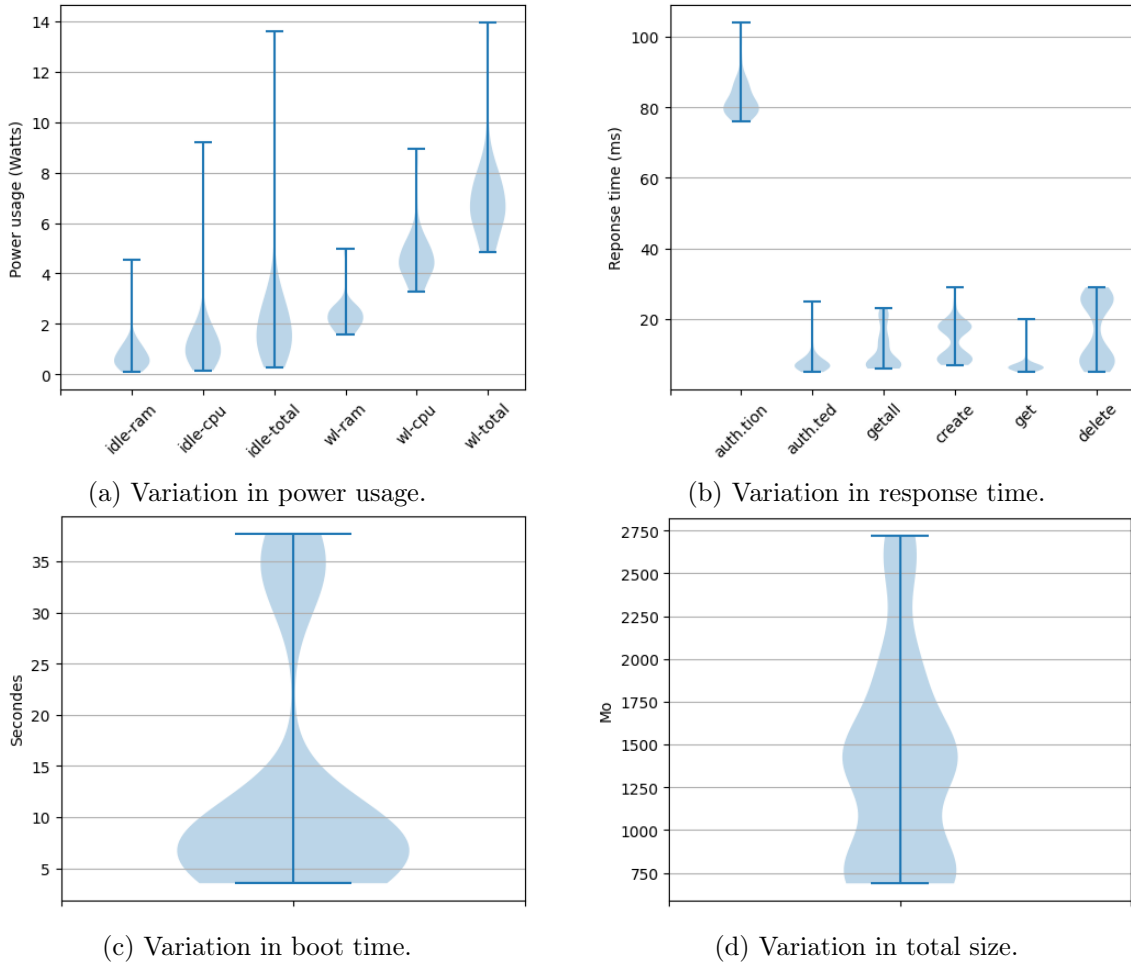 14
12
10
8
6
4
2
0
Power usage (Watts)
idle-ram
idle-cpu
idle-total
wl-ram
wl-cpu
wl-total
(a) Variation in power usage.
100
80
60
40
20
Reponse time (ms)
auth.tion
auth.ted
getall
create
get
delete
(b) Variation in response time.
35
30
25
20
15
10
5
Secondes
(c) Variation in boot time.
2750
2500
2250
2000
1750
1500
1250
1000
750
Mo
(d) Variation in total size.